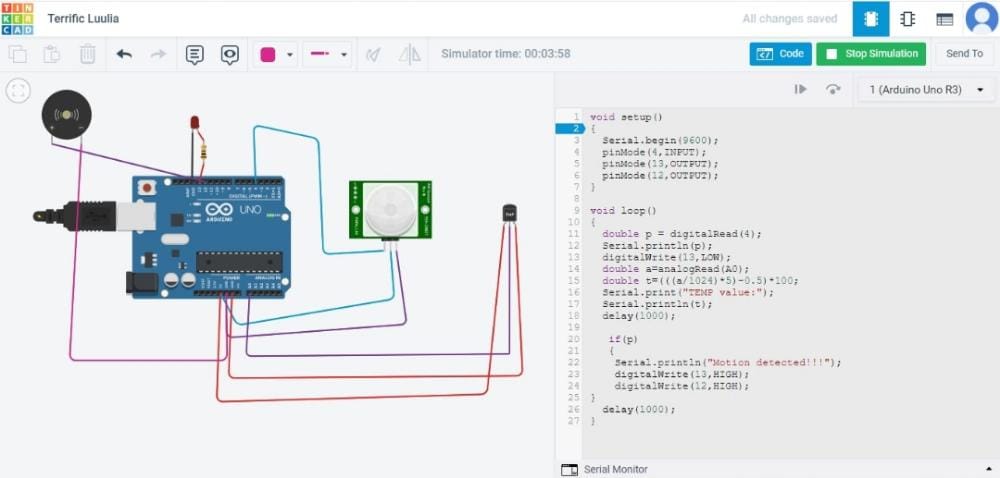 TIN
KER
CAD
Terrific Luulia
All changes saved
Simulator time: 00:03:58
Code
Stop Simulation
Send To
1 (Arduino Uno R3)
DIGITAL (PWM ~)
UNO
ARDUINO
POWER
ANALOG IN
TMP
1 void setup()
2 {
3 Serial.begin(9600);
4 pinMode(4,INPUT);
5 pinMode(13,OUTPUT);
6 pinMode(12,OUTPUT);
7 }
8
9 void loop()
10 {
11 double p = digitalRead(4);
12 Serial.println(p);
13 digitalWrite(13,LOW);
14 double a=analogRead(A0);
15 double t=(((a/1024)*5)-0.5)*100;
16 Serial.print("TEMP value:");
17 Serial.println(t);
18 delay(1000);
19
20 if(p)
21 {
22 Serial.println("Motion detected!!!");
23 digitalWrite(13,HIGH);
24 digitalWrite(12,HIGH);
25 }
26 delay(1000);
27 }
Serial Monitor